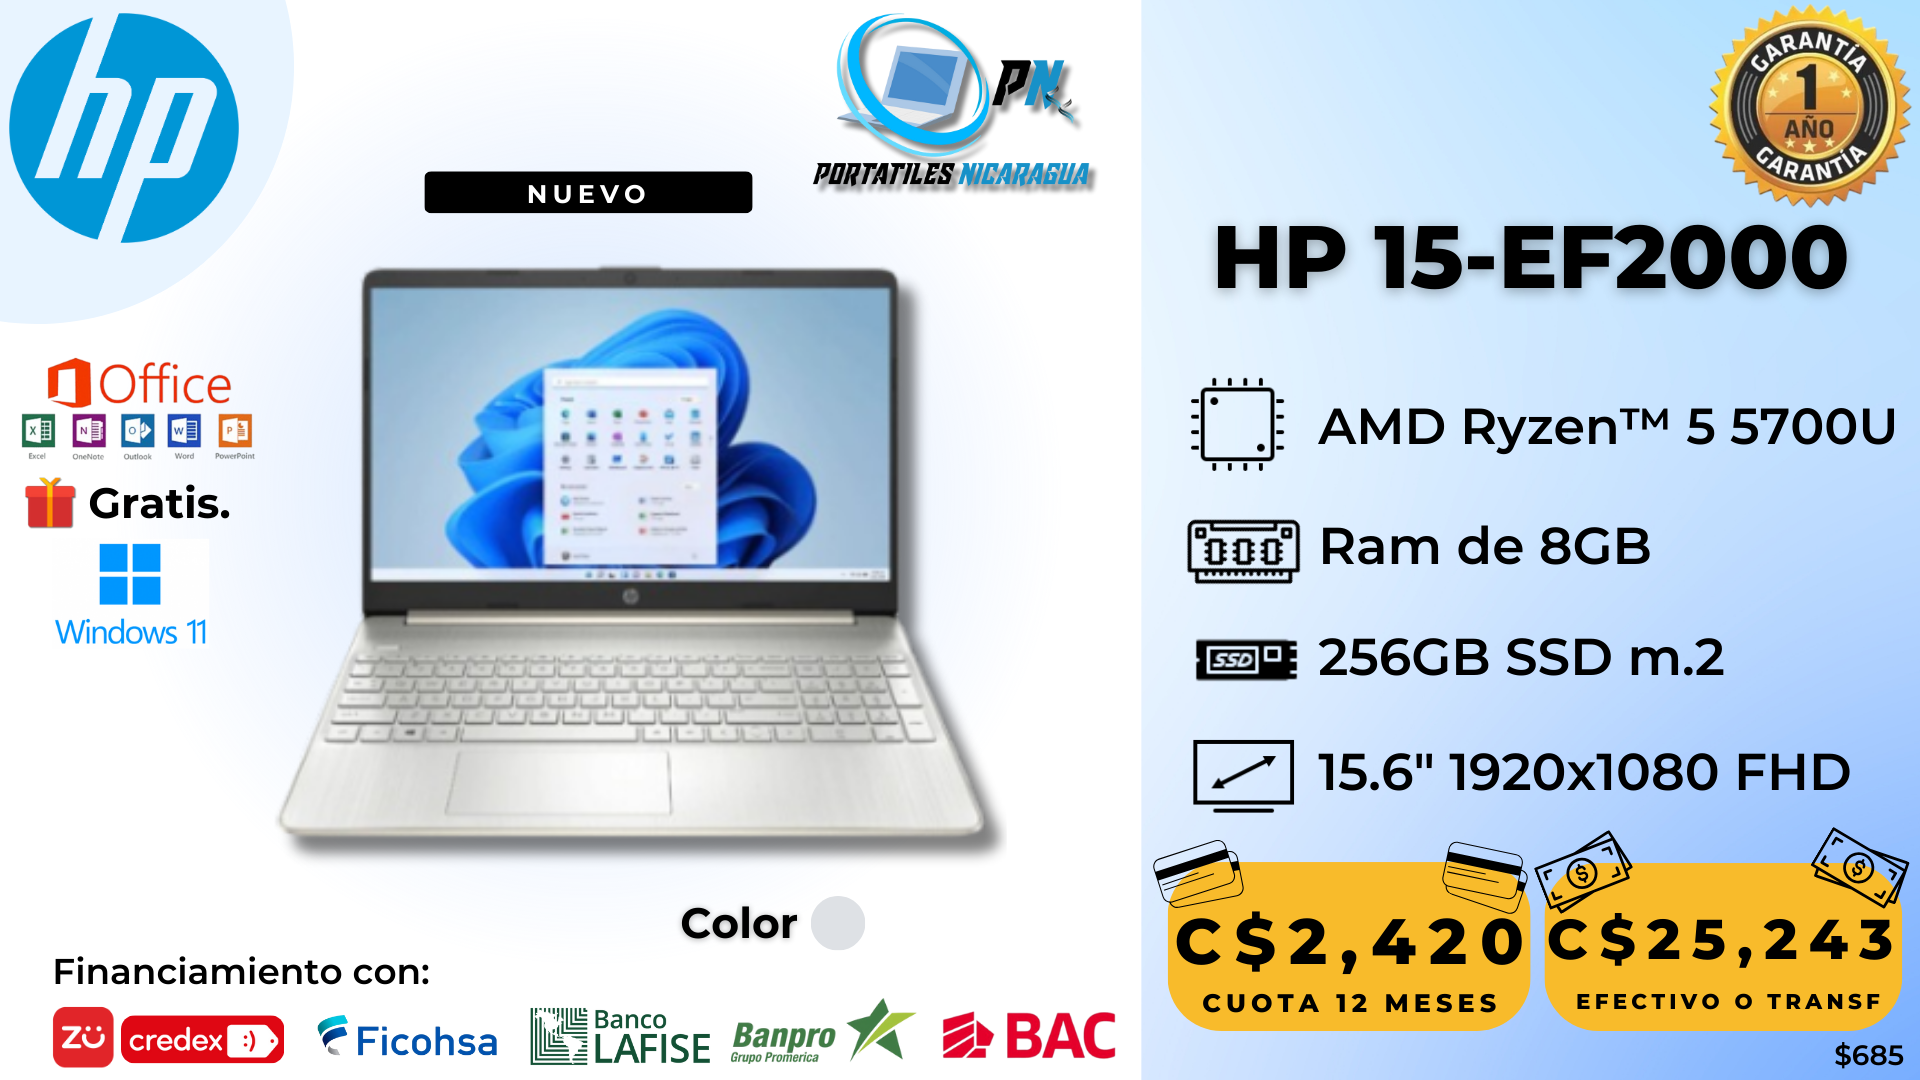 hp
PN
PORTATILES NICARAGUA
NUEVO
Office
Excel OneNote Outlook Word PowerPoint
Gratis.
Windows 11
Color
Financiamiento con:
ZÜ
credex :)
Ficohsa
Banco
LAFISE
Banpro
Grupo Promerica
BAC
GARANTÍA
1
AÑO
GARANTÍA
HP 15-EF2000
AMD Ryzen™ 5 5700U
Ram de 8GB
SSD
256GB SSD m.2
15.6" 1920x1080 FHD
C$2,420
CUOTA 12 MESES
C$25,243
EFECTIVO O TRANSF
$685